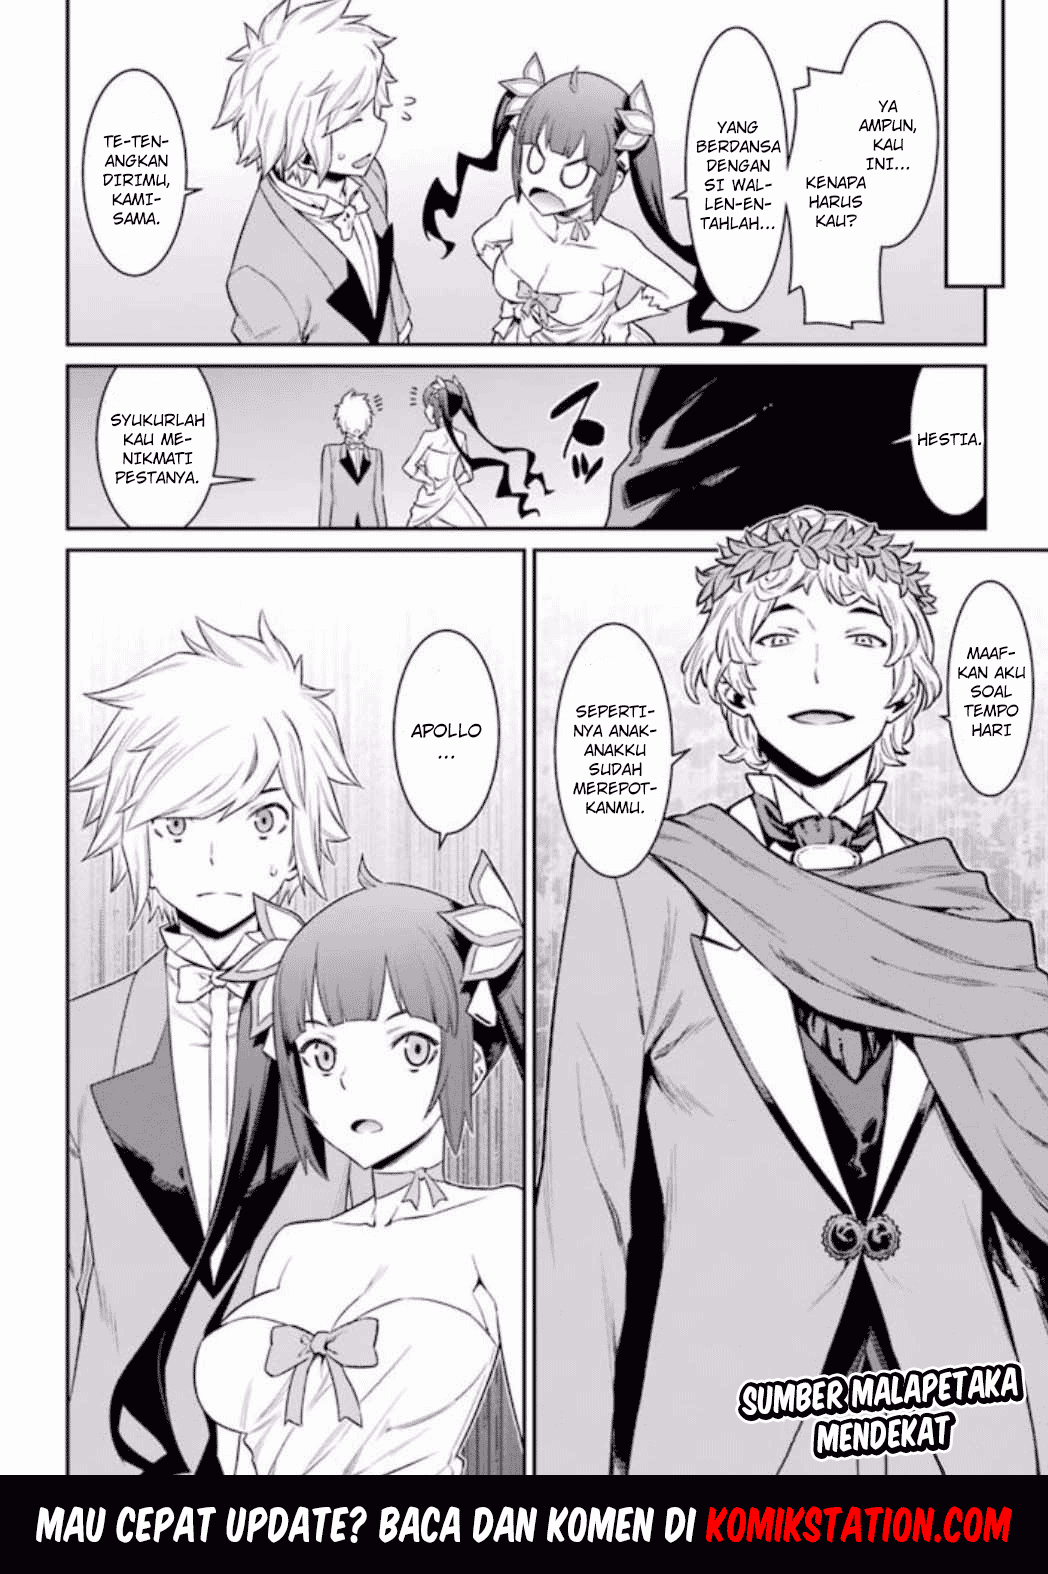 YA
AMPUN,
KAU
INI...
KENAPA
HARUS
KAU?
YANG
BERDANSA
DENGAN
SI WAL-
LEN-EN-
TAHLAH...
TE-TEN-
ANGKAN
DIRIMU,
KAMI-
SAMA.
HESTIA.
SYUKURLAH
KAU ME-
NIKMATI
PESTANYA.
MAAF-
KAN AKU
SOAL
TEMPO
HARI
SEPERTI-
NYA ANAK-
ANAKKU
SUDAH
MEREPOT-
KANMU.
APOLLO
...
SUMBER MALAPETAKA
MENDEKAT
MAU CEPAT UPDATE? BACA DAN KOMEN DI KOMIKSTATION.COM